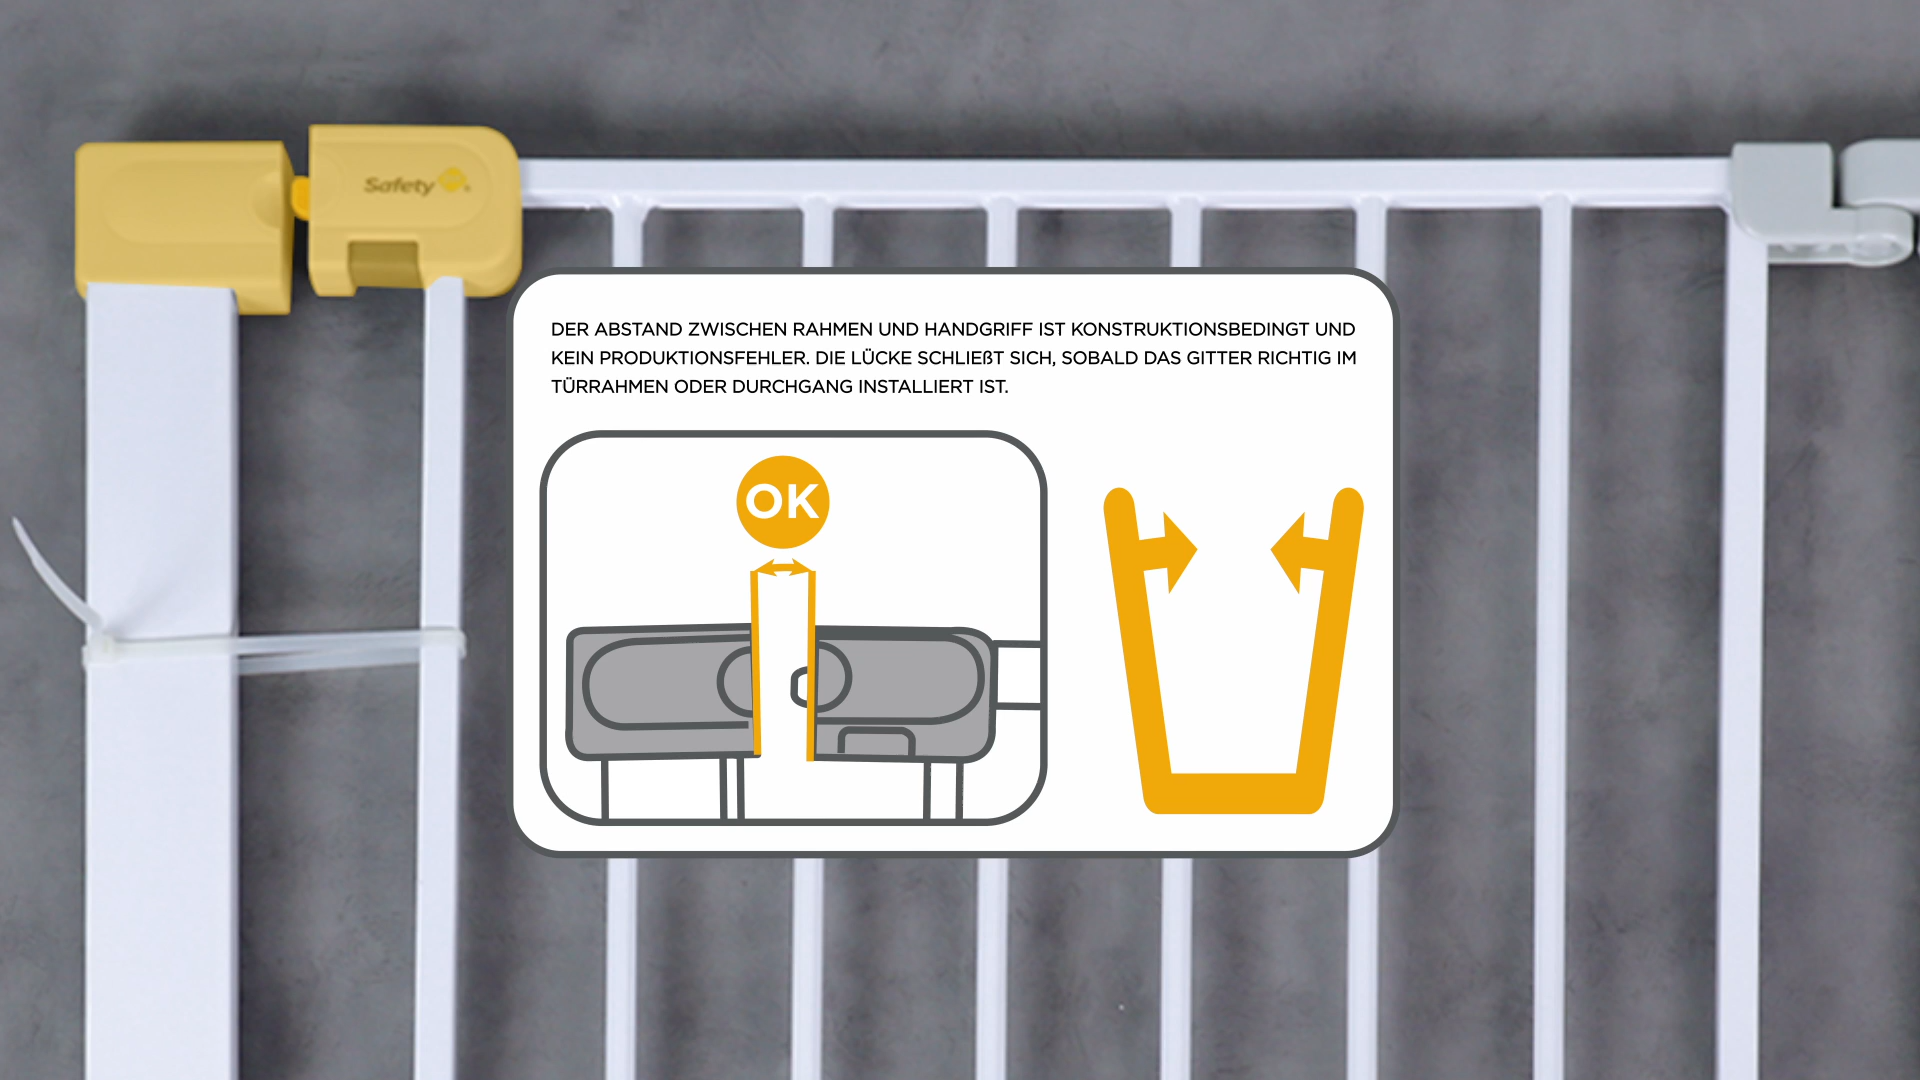 Safety
DER ABSTAND ZWISCHEN RAHMEN UND HANDGRIFF IST KONSTRUKTIONSBEDINGT UND
KEIN PRODUKTIONSFEHLER. DIE LÜCKE SCHLIEẞT SICH, SOBALD DAS GITTER RICHTIG IM
TÜRRAHMEN ODER DURCHGANG INSTALLIERT IST.
OK